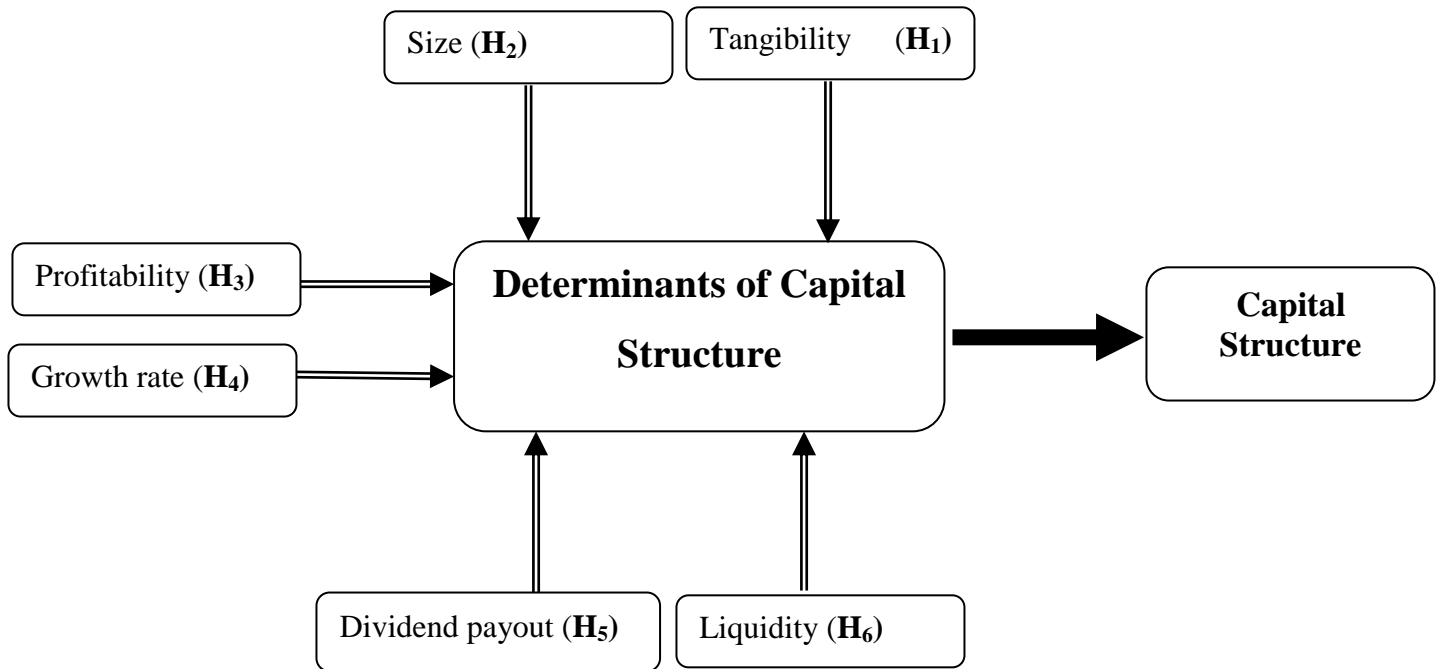 Size (H₂)
Tangibility (H₁)
Profitability (H₃)
Growth rate (H₄)
Determinants of Capital
Structure
Capital
Structure
Dividend payout (H₅)
Liquidity (H₆)